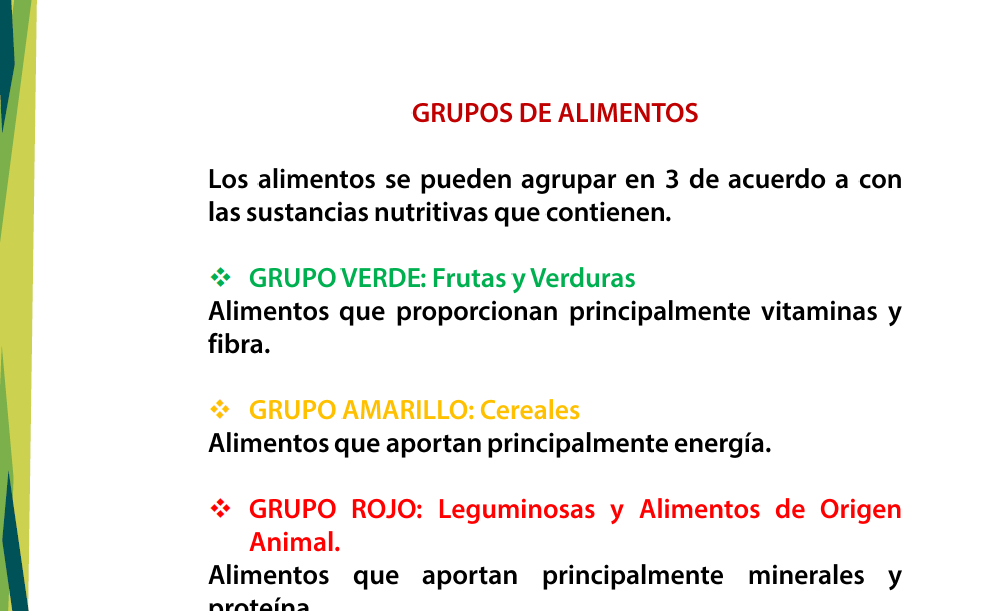 GRUPOS DE ALIMENTOS
Los alimentos se pueden agrupar en 3 de acuerdo a con
las sustancias nutritivas que contienen.
❖ GRUPO VERDE: Frutas y Verduras
Alimentos que proporcionan principalmente vitaminas y
fibra.
❖ GRUPO AMARILLO: Cereales
Alimentos que aportan principalmente energía.
❖ GRUPO ROJO: Leguminosas y Alimentos de Origen
Animal.
Alimentos que aportan principalmente minerales y
proteína